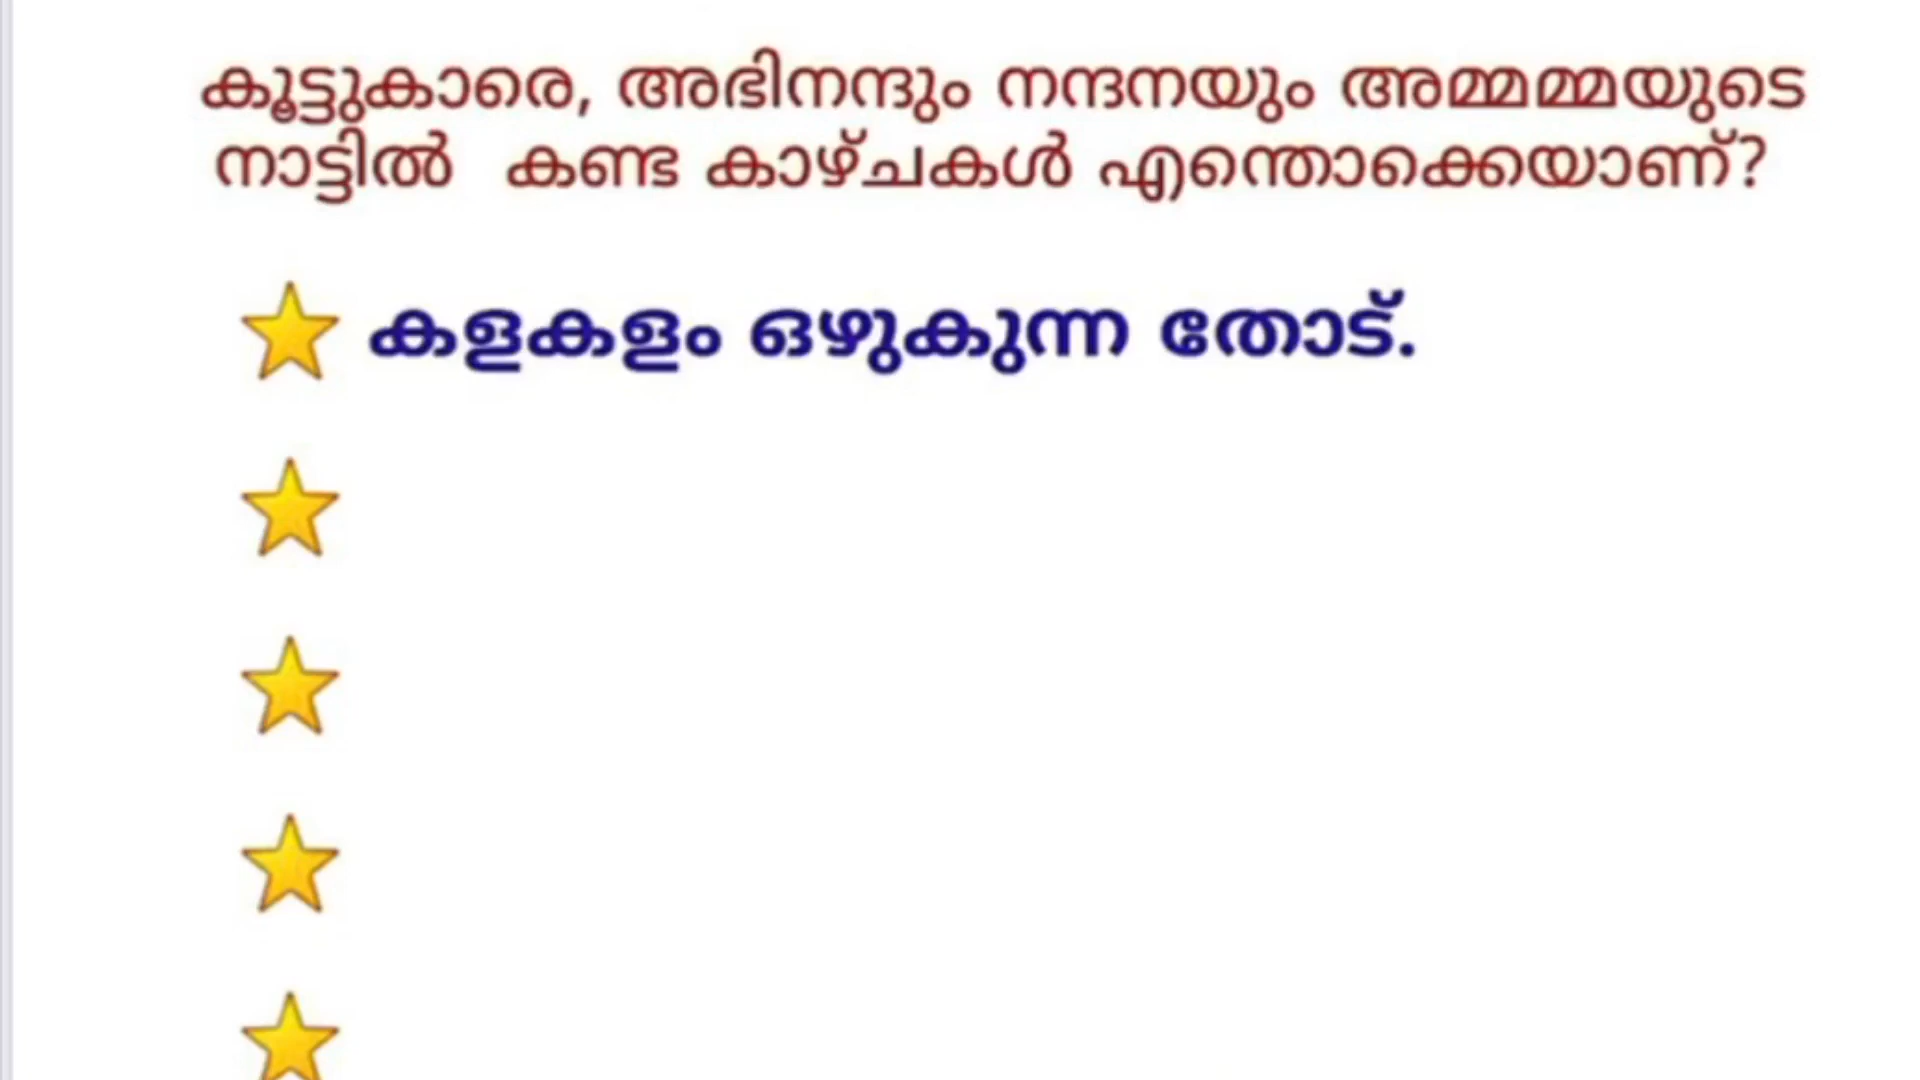 കൂട്ടുകാരെ, അഭിനന്ദും നന്ദനയും അമ്മമ്മയുടെ
നാട്ടിൽ കണ്ട കാഴ്ചകൾ എന്തൊക്കെയാണ്?
കളകളം ഒഴുകുന്ന തോട്.